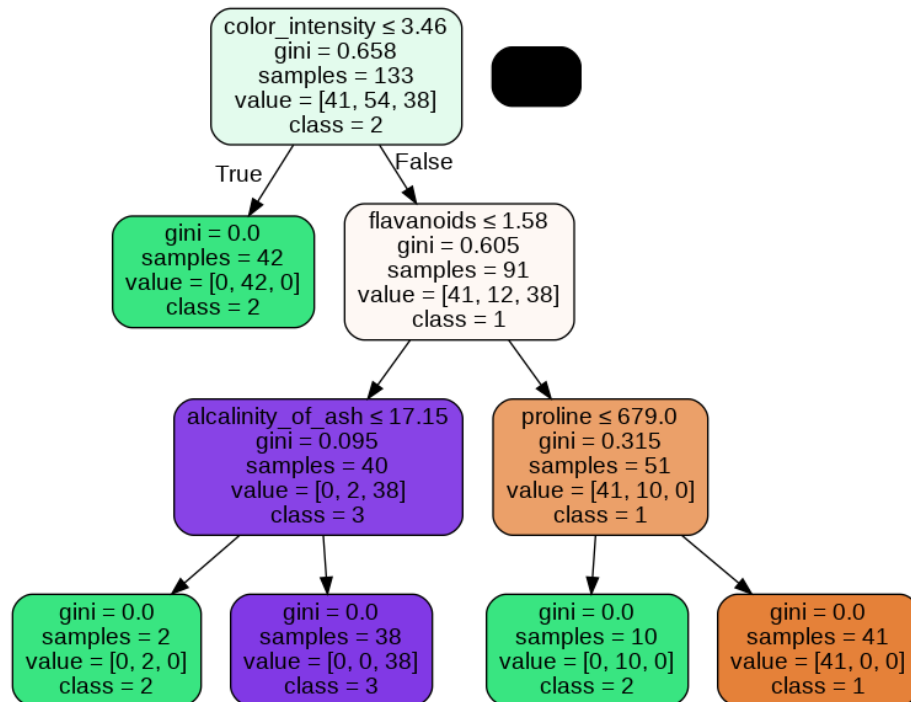 color_intensity ≤ 3.46
gini = 0.658
samples = 133
value = [41, 54, 38]
class = 2
True
False
gini = 0.0
samples = 42
value = [0, 42, 0]
class = 2
flavanoids ≤ 1.58
gini = 0.605
samples = 91
value = [41, 12, 38]
class = 1
alcalinity_of_ash ≤ 17.15
gini = 0.095
samples = 40
value = [0, 2, 38]
class = 3
proline ≤ 679.0
gini = 0.315
samples = 51
value = [41, 10, 0]
class = 1
gini = 0.0
samples = 2
value = [0, 2, 0]
class = 2
gini = 0.0
samples = 38
value = [0, 0, 38]
class = 3
gini = 0.0
samples = 10
value = [0, 10, 0]
class = 2
gini = 0.0
samples = 41
value = [41, 0, 0]
class = 1